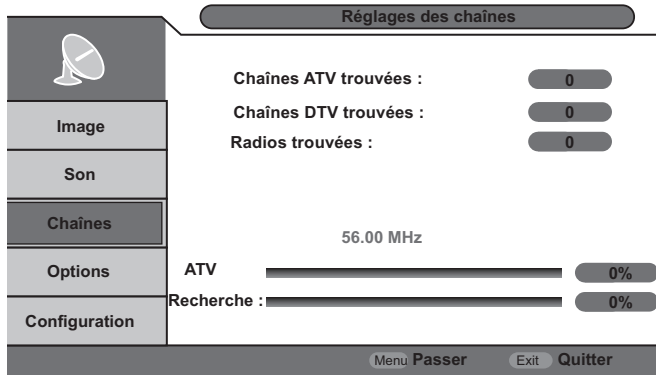 Réglages des chaînes
Chaînes ATV trouvées : 0
Chaînes DTV trouvées : 0
Radios trouvées : 0
Image
Son
Chaînes
Options
Configuration
56.00 MHz
ATV 0%
Recherche : 0%
Menu Passer Exit Quitter